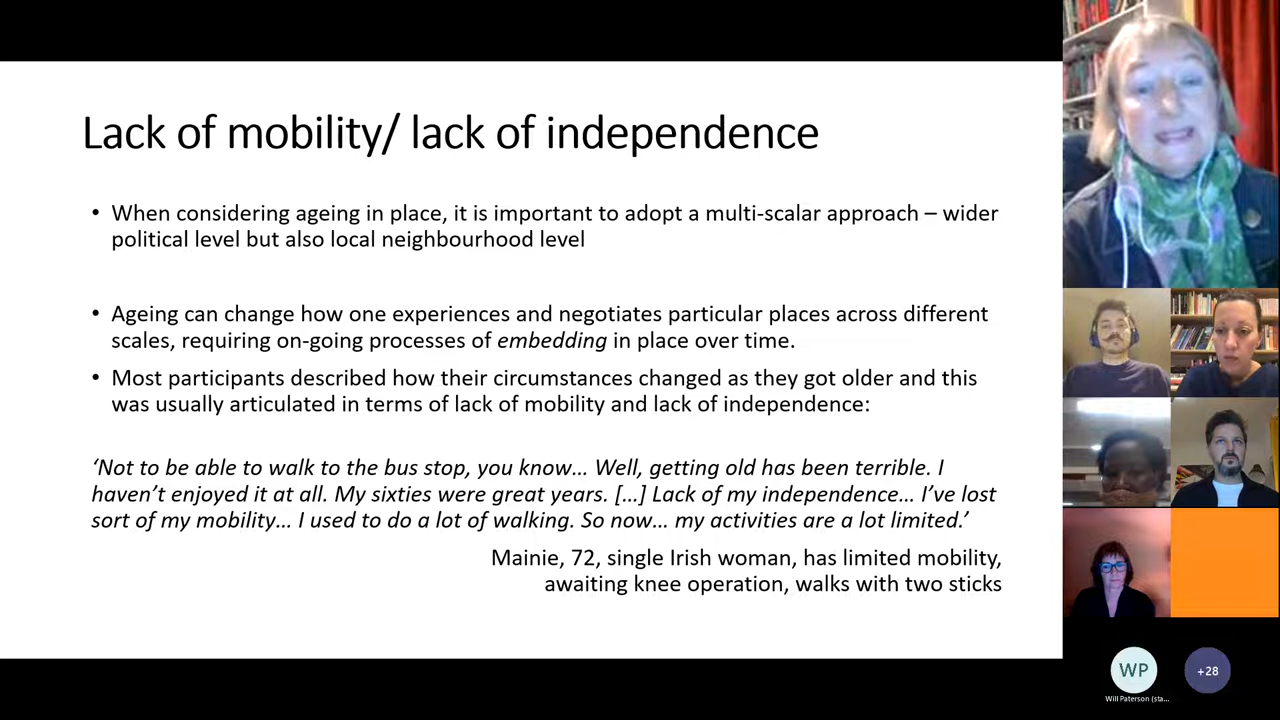 Lack of mobility/ lack of independence
• When considering ageing in place, it is important to adopt a multi-scalar approach – wider
political level but also local neighbourhood level
• Ageing can change how one experiences and negotiates particular places across different
scales, requiring on-going processes of embedding in place over time.
• Most participants described how their circumstances changed as they got older and this
was usually articulated in terms of lack of mobility and lack of independence:
‘Not to be able to walk to the bus stop, you know… Well, getting old has been terrible. I
haven’t enjoyed it at all. My sixties were great years. […] Lack of my independence… I’ve lost
sort of my mobility… I used to do a lot of walking. So now… my activities are a lot limited.’
Mainie, 72, single Irish woman, has limited mobility,
awaiting knee operation, walks with two sticks
WP
+28
Will Paterson (sta...